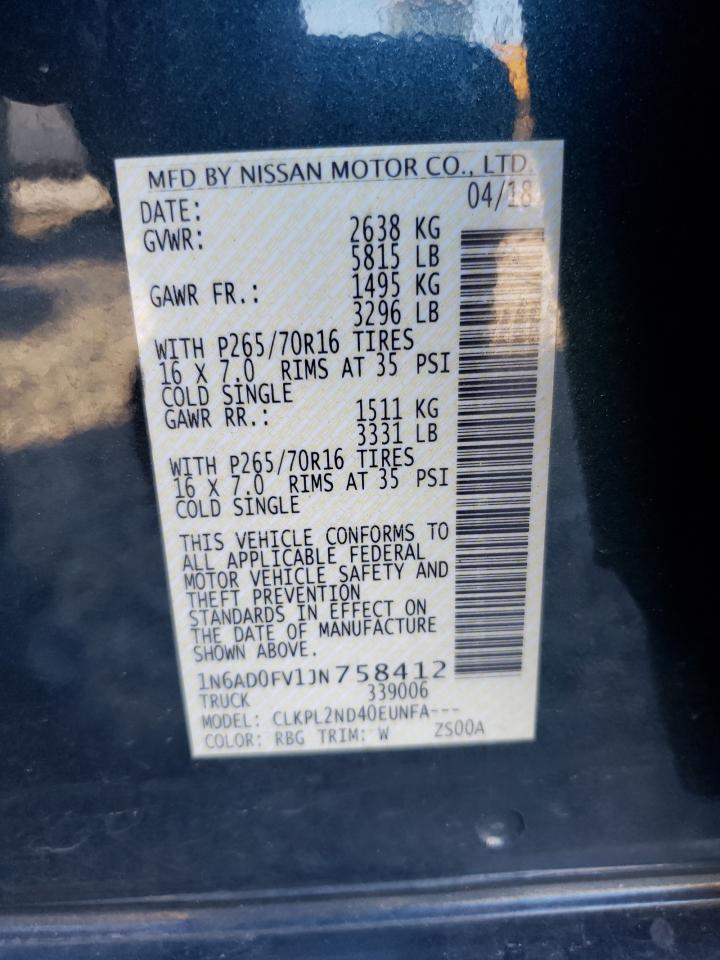 MFD BY NISSAN MOTOR CO., LTD.
DATE: 04/18
GVWR: 2638 KG
5815 LB
GAWR FR.: 1495 KG
3296 LB
WITH P265/70R16 TIRES
16 X 7.0 RIMS AT 35 PSI
COLD SINGLE
GAWR RR.: 1511 KG
3331 LB
WITH P265/70R16 TIRES
16 X 7.0 RIMS AT 35 PSI
COLD SINGLE
THIS VEHICLE CONFORMS TO
ALL APPLICABLE FEDERAL
MOTOR VEHICLE SAFETY AND
THEFT PREVENTION
STANDARDS IN EFFECT ON
THE DATE OF MANUFACTURE
SHOWN ABOVE.
1N6AD0FV1JN758412
TRUCK 339006
MODEL: CLKPL2ND40EUNFA---
COLOR: RBG TRIM: W ZS00A